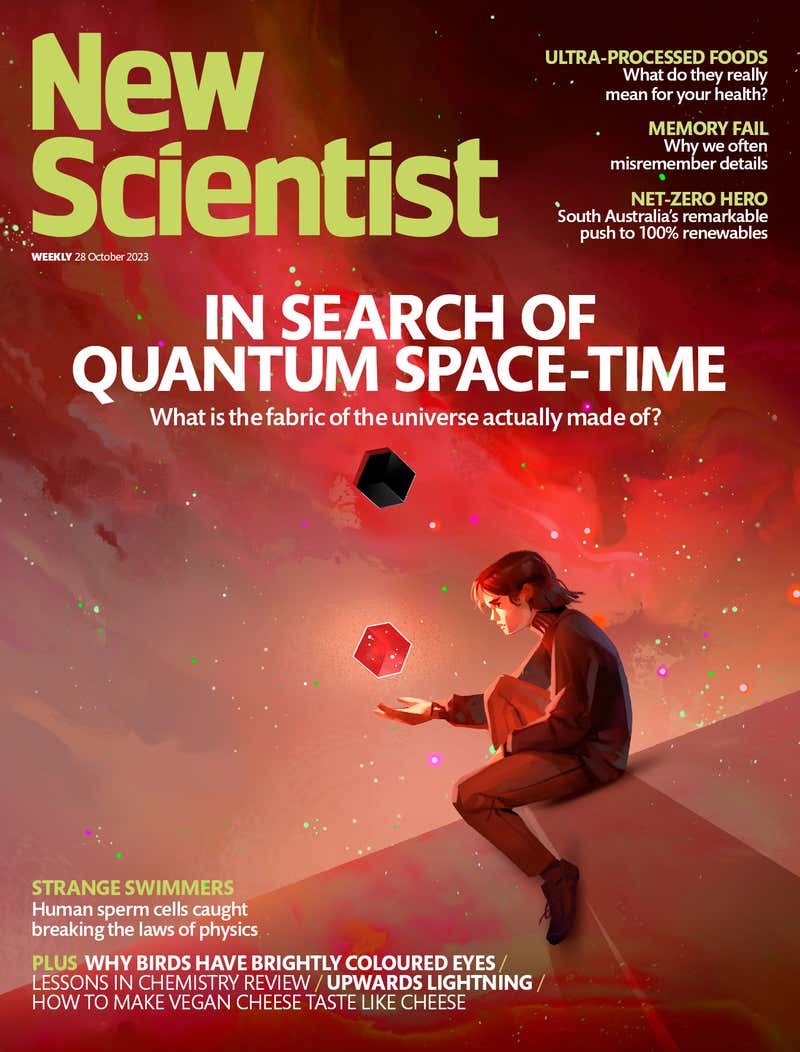 New
Scientist
WEEKLY 28 October 2023
ULTRA-PROCESSED FOODS
What do they really
mean for your health?
MEMORY FAIL
Why we often
misremember details
NET-ZERO HERO
South Australia's remarkable
push to 100% renewables
IN SEARCH OF
QUANTUM SPACE-TIME
What is the fabric of the universe actually made of?
STRANGE SWIMMERS
Human sperm cells caught
breaking the laws of physics
PLUS WHY BIRDS HAVE BRIGHTLY COLOURED EYES /
LESSONS IN CHEMISTRY REVIEW / UPWARDS LIGHTNING /
HOW TO MAKE VEGAN CHEESE TASTE LIKE CHEESE